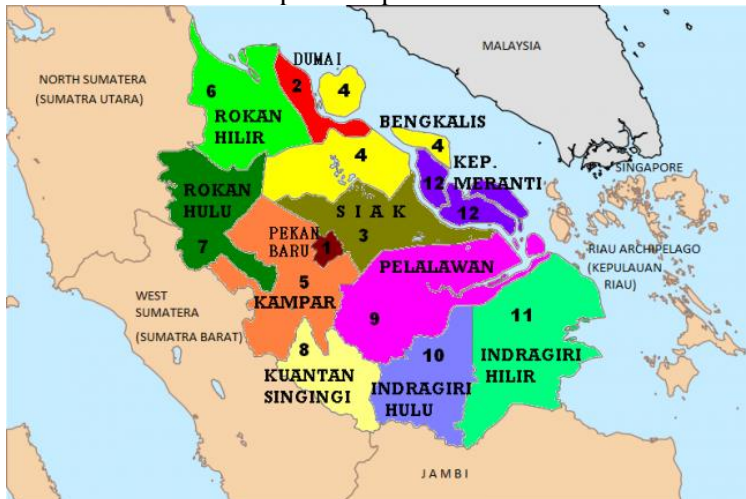 MALAYSIA
NORTH SUMATERA
(SUMATRA UTARA)
DUMAI
2
4
6
ROKAN
HILIR
BENGKALIS
4
4
KEP.
MERANTI
12
12
SINGAPORE
ROKAN
HULU
7
SIAK
3
PEKAN
BARU
1
RIAU ARCHIPELAGO
(KEPULAUAN
RIAU)
PELALAWAN
9
5
KAMPAR
WEST
SUMATERA
(SUMATRA BARAT)
8
KUANTAN
SINGINGI
10
INDRAGIRI
HULU
11
INDRAGIRI
HILIR
JAMBI